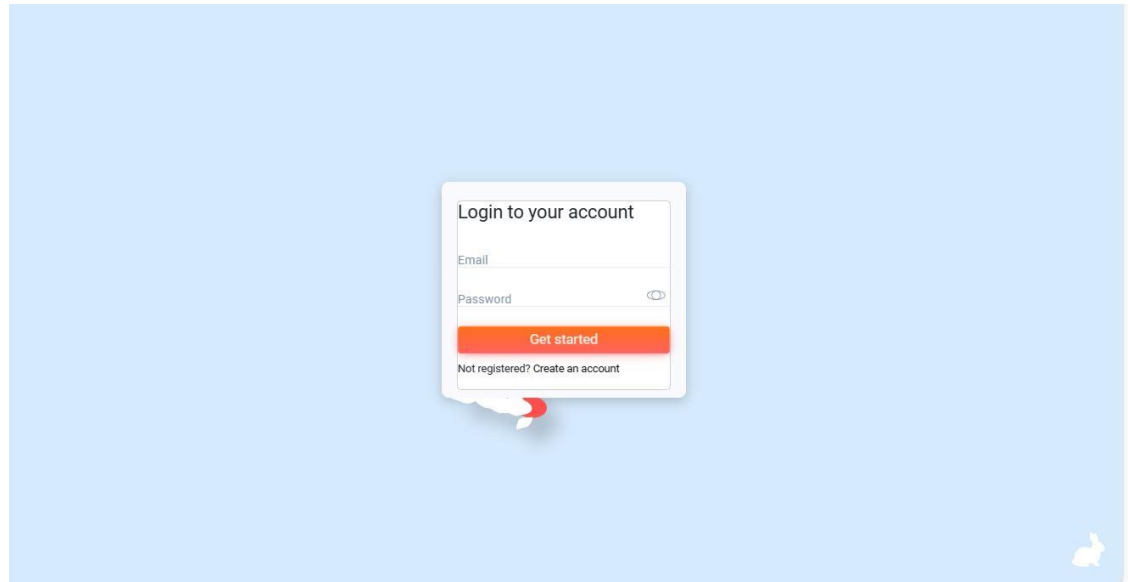 Login to your account
Email
Password
Get started
Not registered? Create an account